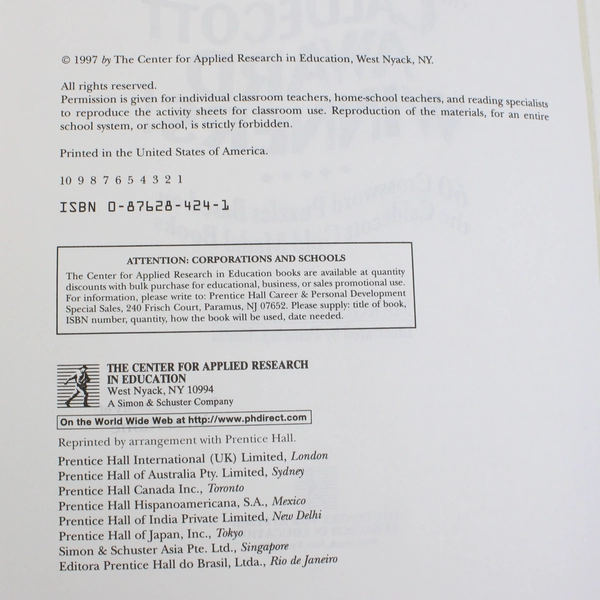 © 1997 by The Center for Applied Research in Education, West Nyack, NY.
All rights reserved.
Permission is given for individual classroom teachers, home-school teachers, and reading specialists
to reproduce the activity sheets for classroom use. Reproduction of the materials, for an entire
school system, or school, is strictly forbidden.
Printed in the United States of America.
10 9 8 7 6 5 4 3 2 1
ISBN 0-87628-424-1
ATTENTION: CORPORATIONS AND SCHOOLS
The Center for Applied Research in Education books are available at quantity
discounts with bulk purchase for educational, business, or sales promotional use.
For information, please write to: Prentice Hall Career & Personal Development
Special Sales, 240 Frisch Court, Paramus, NJ 07652. Please supply: title of book,
ISBN number, quantity, how the book will be used, date needed.
THE CENTER FOR APPLIED RESEARCH
IN EDUCATION
West Nyack, NY 10994
A Simon & Schuster Company
On the World Wide Web at http://www.phdirect.com
Reprinted by arrangement with Prentice Hall.
Prentice Hall International (UK) Limited, London
Prentice Hall of Australia Pty. Limited, Sydney
Prentice Hall Canada Inc., Toronto
Prentice Hall Hispanoamericana, S.A., Mexico
Prentice Hall of India Private Limited, New Delhi
Prentice Hall of Japan, Inc., Tokyo
Simon & Schuster Asia Pte. Ltd., Singapore
Editora Prentice Hall do Brasil, Ltda., Rio de Janeiro